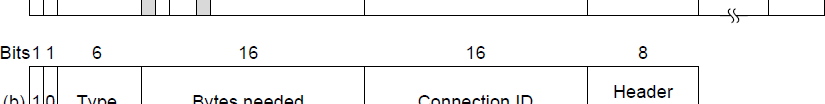 Bits 1 1 6 16 16 8
Header
(b) 1 0 Type Bytes needed Connection ID